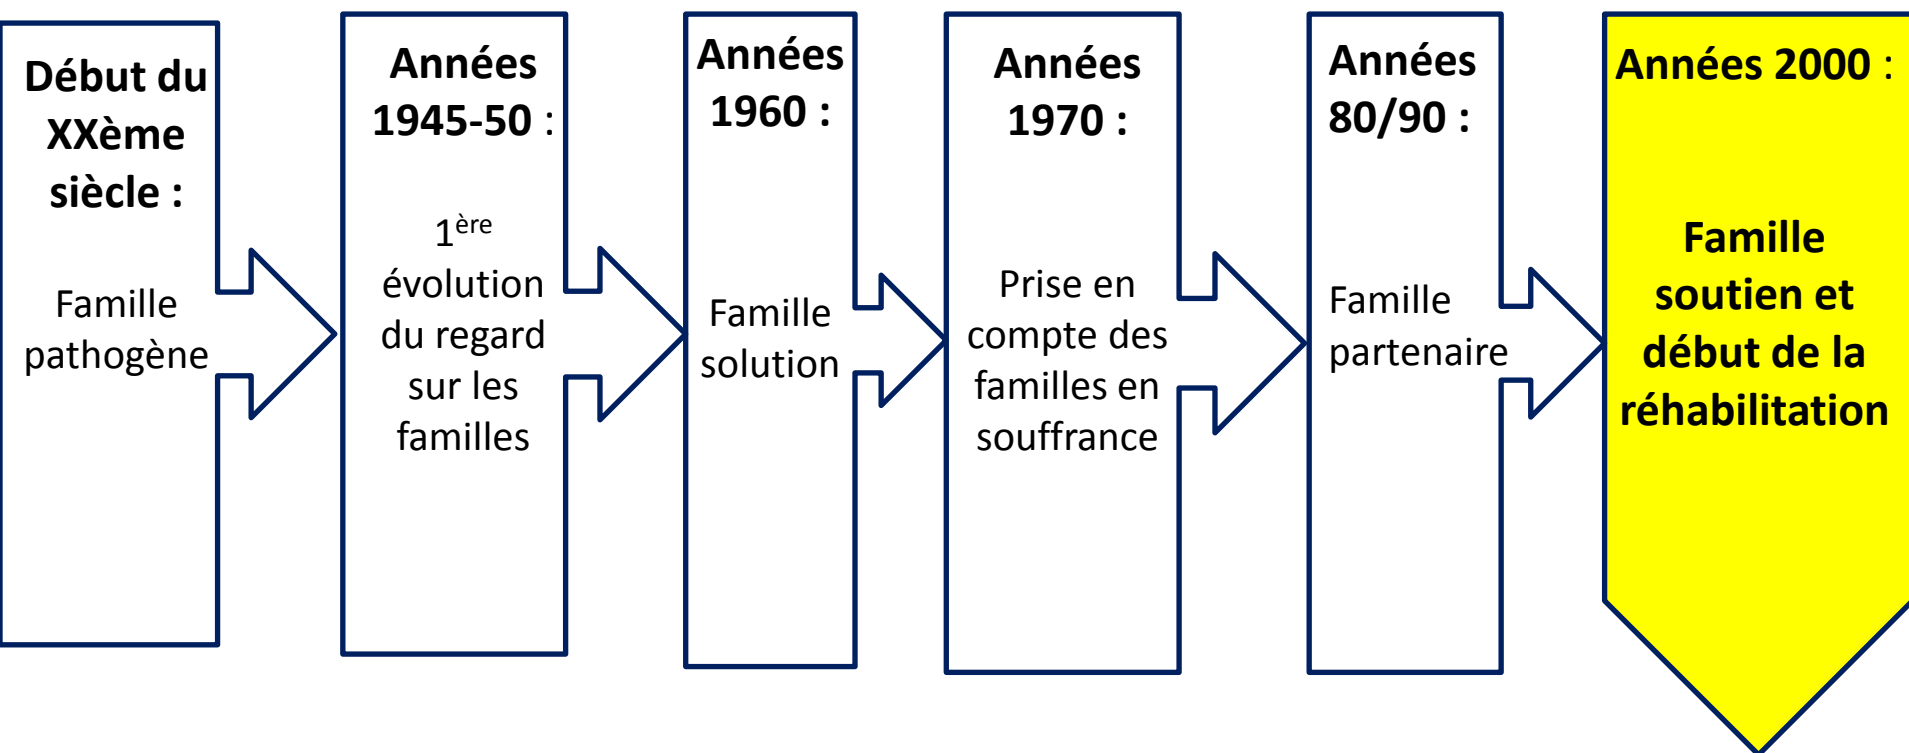 Début du
XXème
siècle :
Famille
pathogène
Années
1945-50 :
1ère
évolution
du regard
sur les
familles
Années
1960 :
Famille
solution
Années
1970 :
Prise en
compte des
familles en
souffrance
Années
80/90 :
Famille
partenaire
Années 2000 :
Famille
soutien et
début de la
réhabilitation